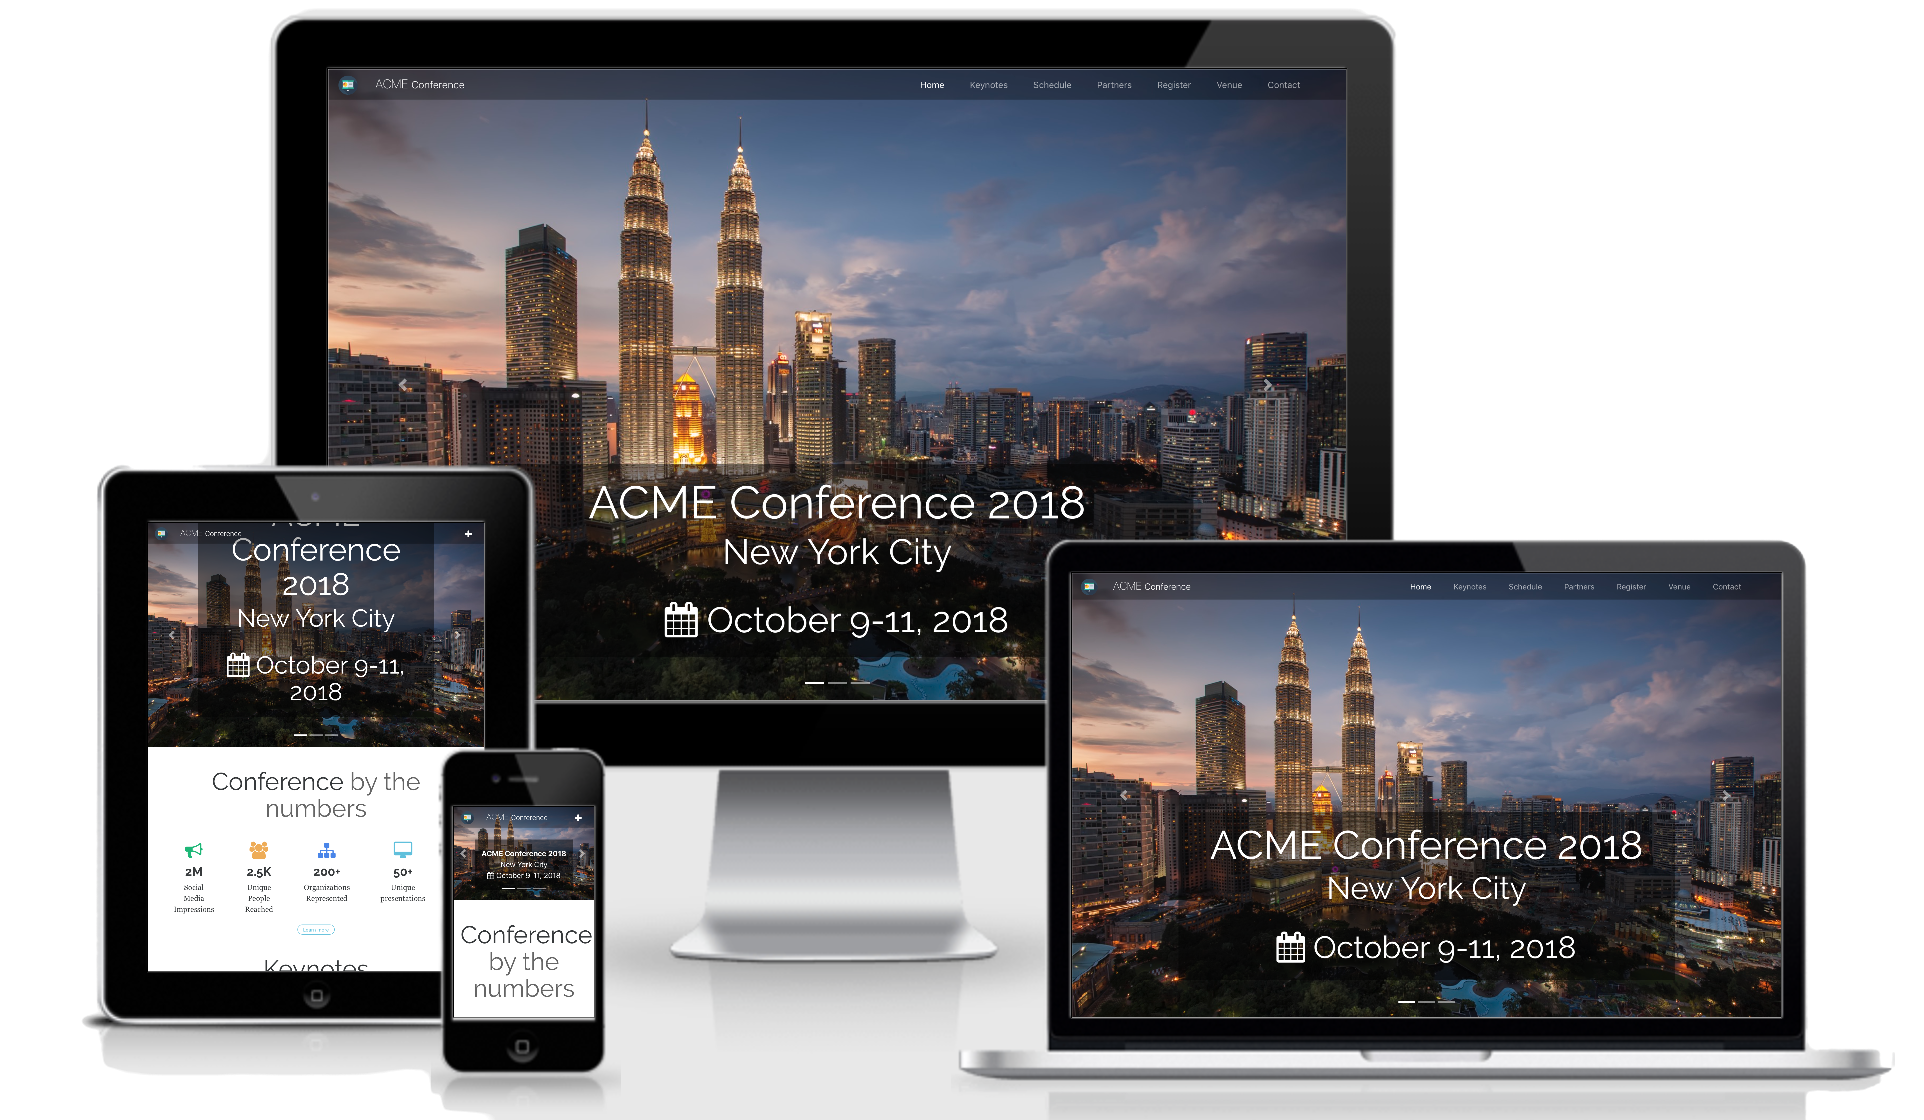 ACME Conference
Home Keynotes Schedule Partners Register Venue Contact
ACME Conference 2018
New York City
October 9-11, 2018
ACME Conference
ACME
Conference
2018
New York City
October 9-11,
2018
Conference by the
numbers
2M 2.5K 200+ 50+
Social Unique Organizations Unique
Media People Represented presentations
Impressions Reached
Learn more
Keynotes
ACME Conference
ACME Conference 2018
New York City
October 9-11, 2018
Conference
by the
numbers
ACME Conference
Home Keynotes Schedule Partners Register Venue Contact
ACME Conference 2018
New York City
October 9-11, 2018